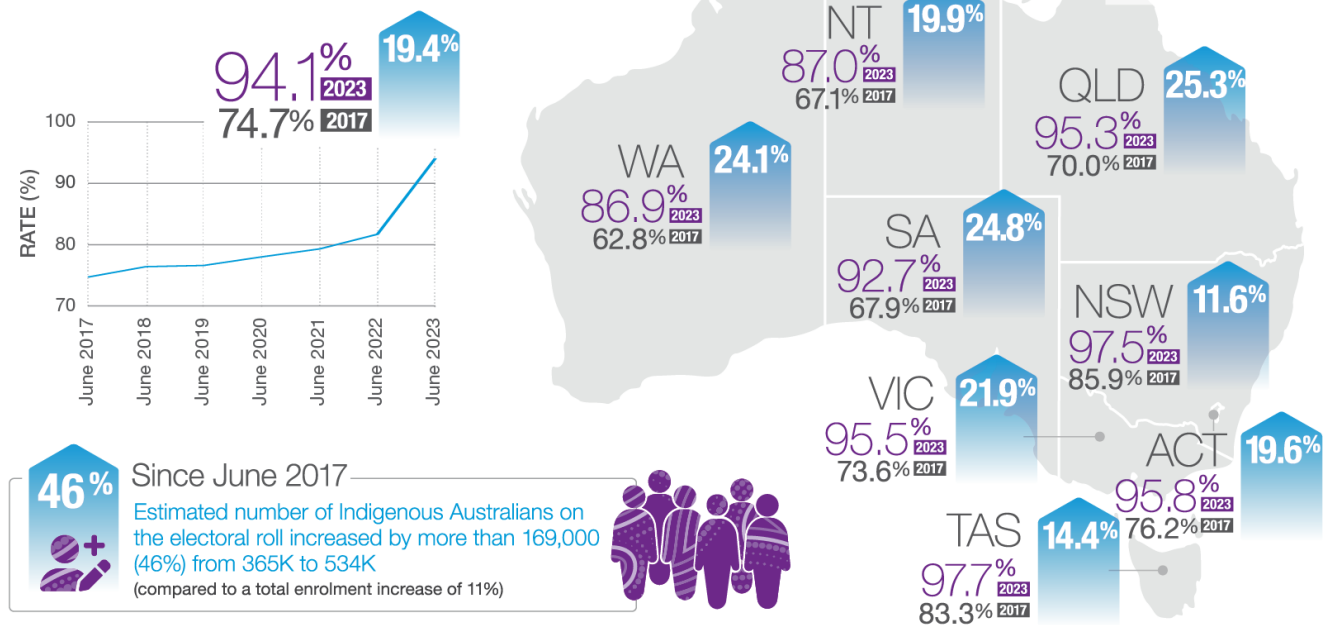 94.1% 2023
74.7% 2017
19.4%
RATE (%)
100
90
80
70
June 2017
June 2018
June 2019
June 2020
June 2021
June 2022
June 2023
46%
Since June 2017
Estimated number of Indigenous Australians on
the electoral roll increased by more than 169,000
(46%) from 365K to 534K
(compared to a total enrolment increase of 11%)
NT
87.0% 2023
67.1% 2017
19.9%
QLD
95.3% 2023
70.0% 2017
25.3%
WA
86.9% 2023
62.8% 2017
24.1%
SA
92.7% 2023
67.9% 2017
24.8%
NSW
97.5% 2023
85.9% 2017
11.6%
VIC
95.5% 2023
73.6% 2017
21.9%
ACT
95.8% 2023
76.2% 2017
19.6%
TAS
97.7% 2023
83.3% 2017
14.4%